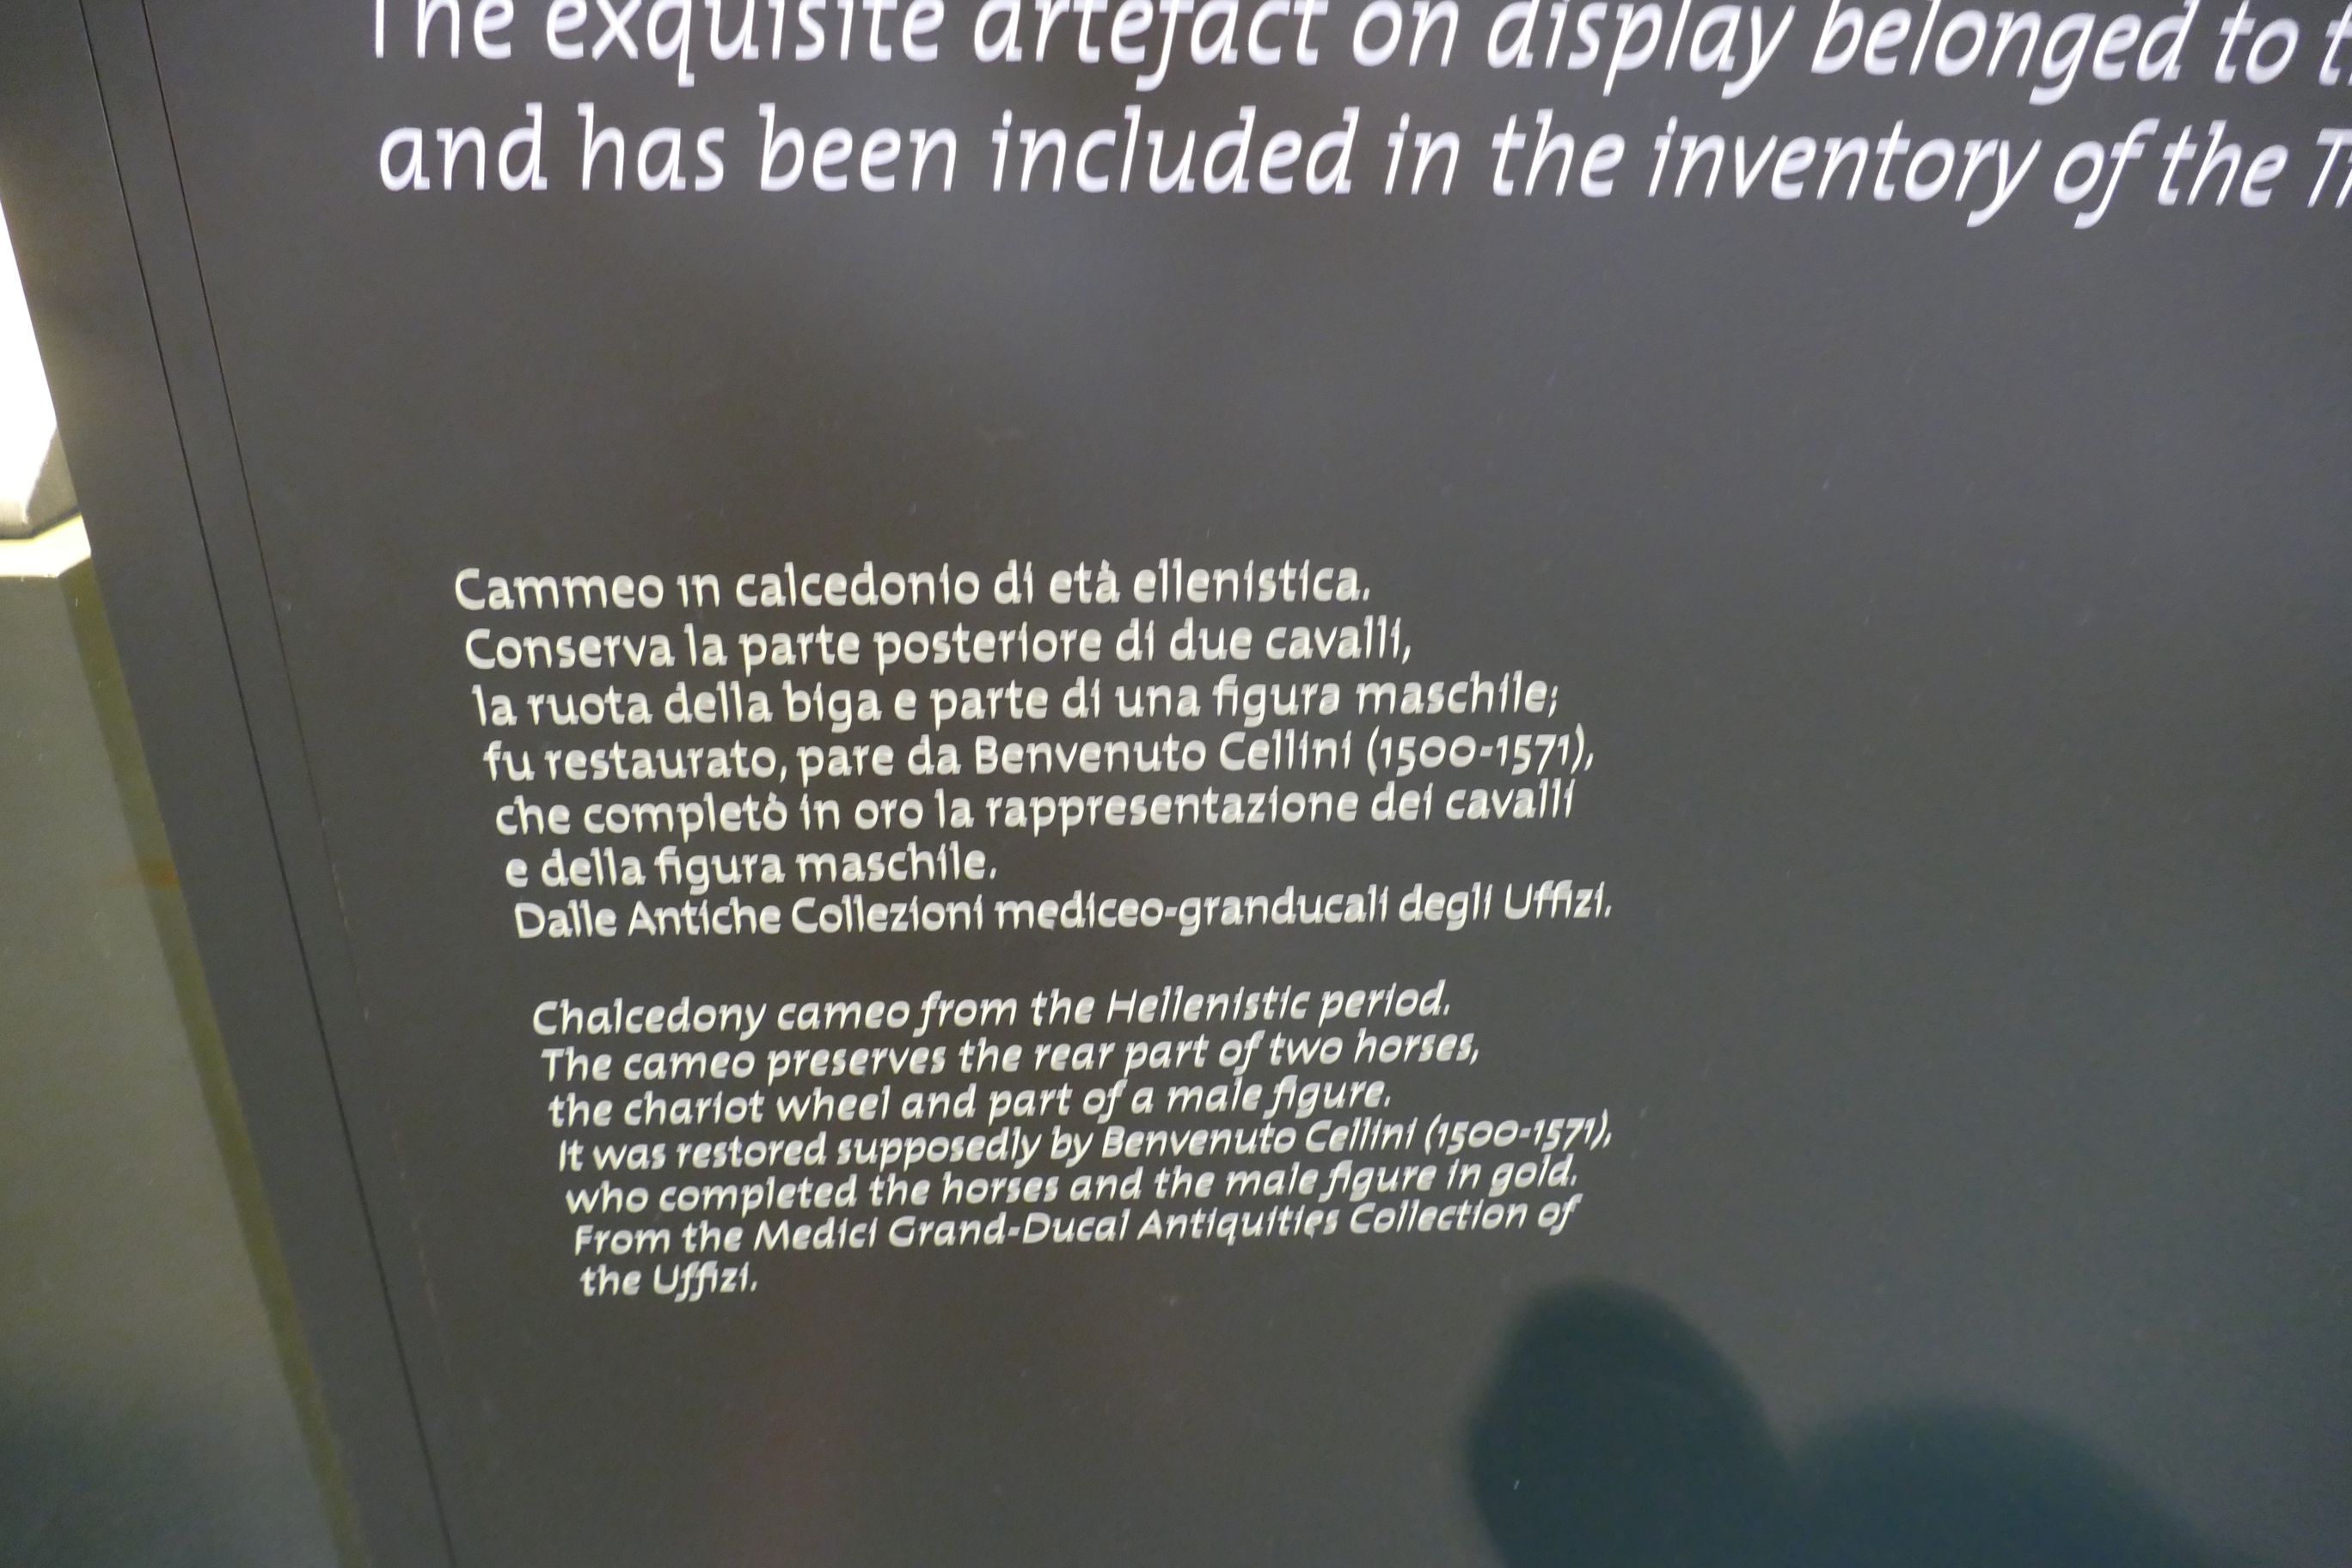 The exquisite artefact on display belonged to
and has been included in the inventory of the
Cammeo in calcedonio di età ellenistica.
Conserva la parte posteriore di due cavalli,
la ruota della biga e parte di una figura maschile;
fu restaurato, pare da Benvenuto Cellini (1500-1571),
che completò in oro la rappresentazione dei cavalli
e della figura maschile.
Dalle Antiche Collezioni mediceo-granducali degli Uffizi.
Chalcedony cameo from the Hellenistic period.
The cameo preserves the rear part of two horses,
the chariot wheel and part of a male figure.
It was restored supposedly by Benvenuto Cellini (1500-1571),
who completed the horses and the male figure in gold.
From the Medici Grand-Ducal Antiquities Collection of
the Uffizi.